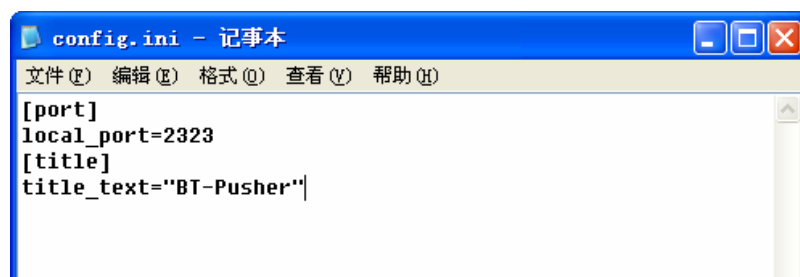 config.ini - 记事本
文件(F) 编辑(E) 格式(O) 查看(V) 帮助(H)
[port]
local_port=2323
[title]
title_text="BT-Pusher"